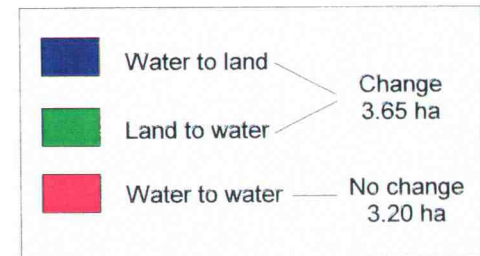 Water to land
Change
3.65 ha
Land to water
Water to water
No change
3.20 ha